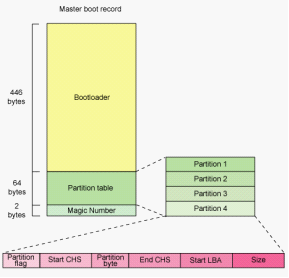 Master boot record
446
bytes
Bootloader
64
bytes
Partition table
2
bytes
Magic Number
Partition 1
Partition 2
Partition 3
Partition 4
Partition
flag
Start CHS
Partition
byte
End CHS
Start LBA
Size